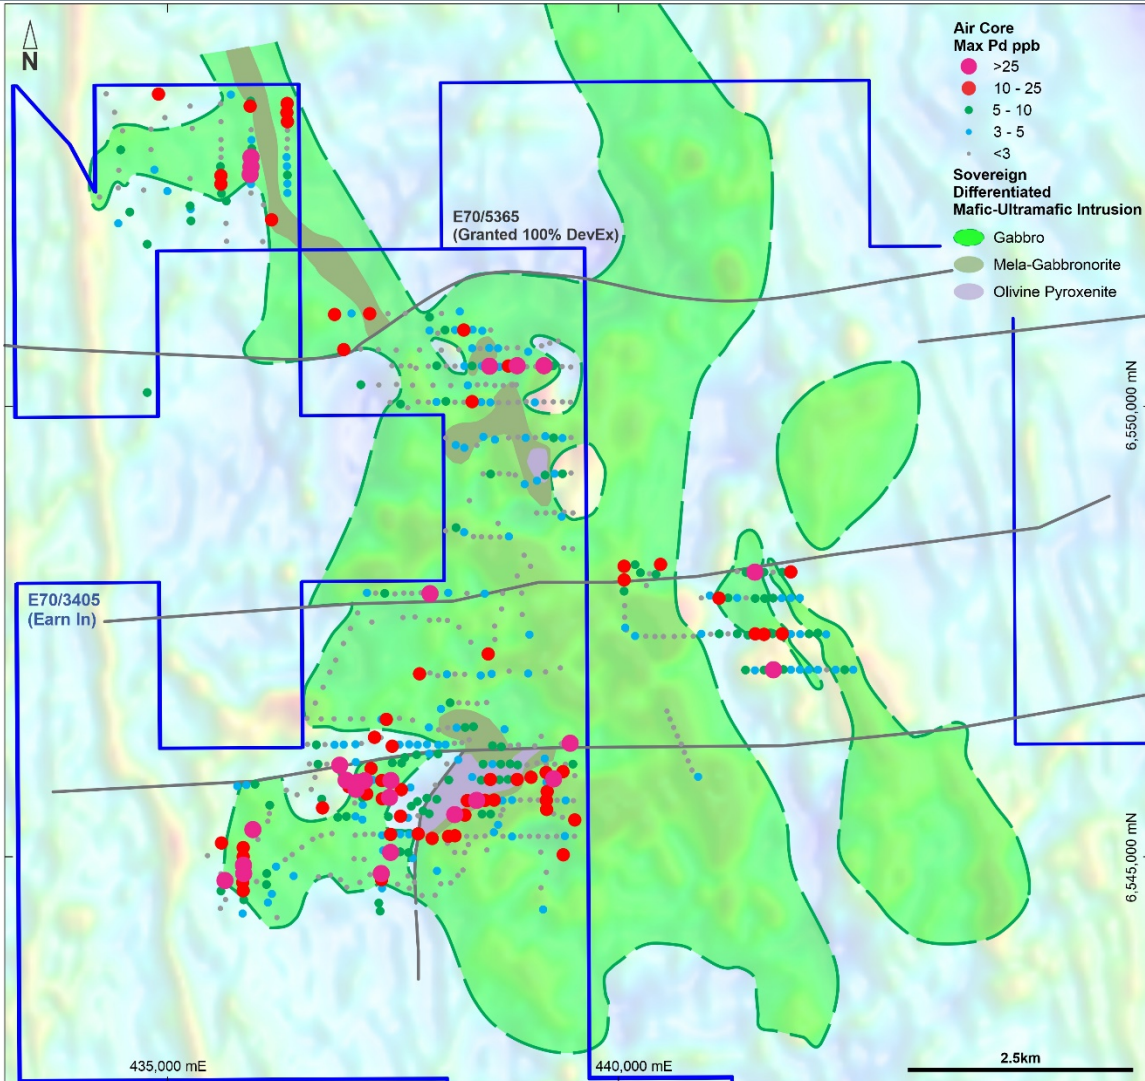 N
Air Core
Max Pd ppb
>25
10 - 25
5 - 10
3 - 5
<3
Sovereign
Differentiated
Mafic-Ultramafic Intrusion
Gabbro
Mela-Gabbronorite
Olivine Pyroxenite
E70/5365
(Granted 100% DevEx)
6,550,000 mN
E70/3405
(Earn In)
6,545,000 mN
435,000 mE
440,000 mE
2.5km